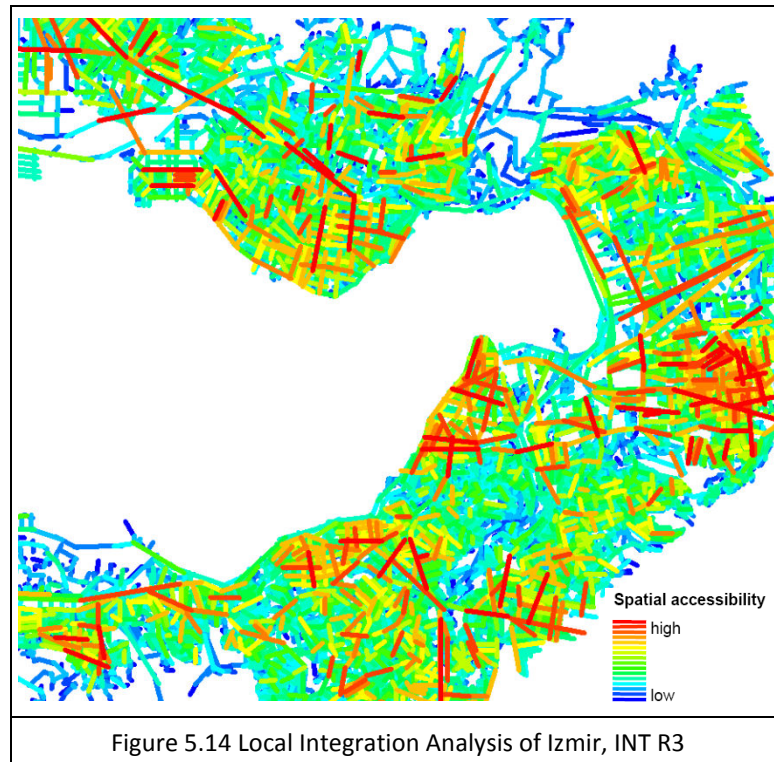 Spatial accessibility
high
low
Figure 5.14 Local Integration Analysis of Izmir, INT R3